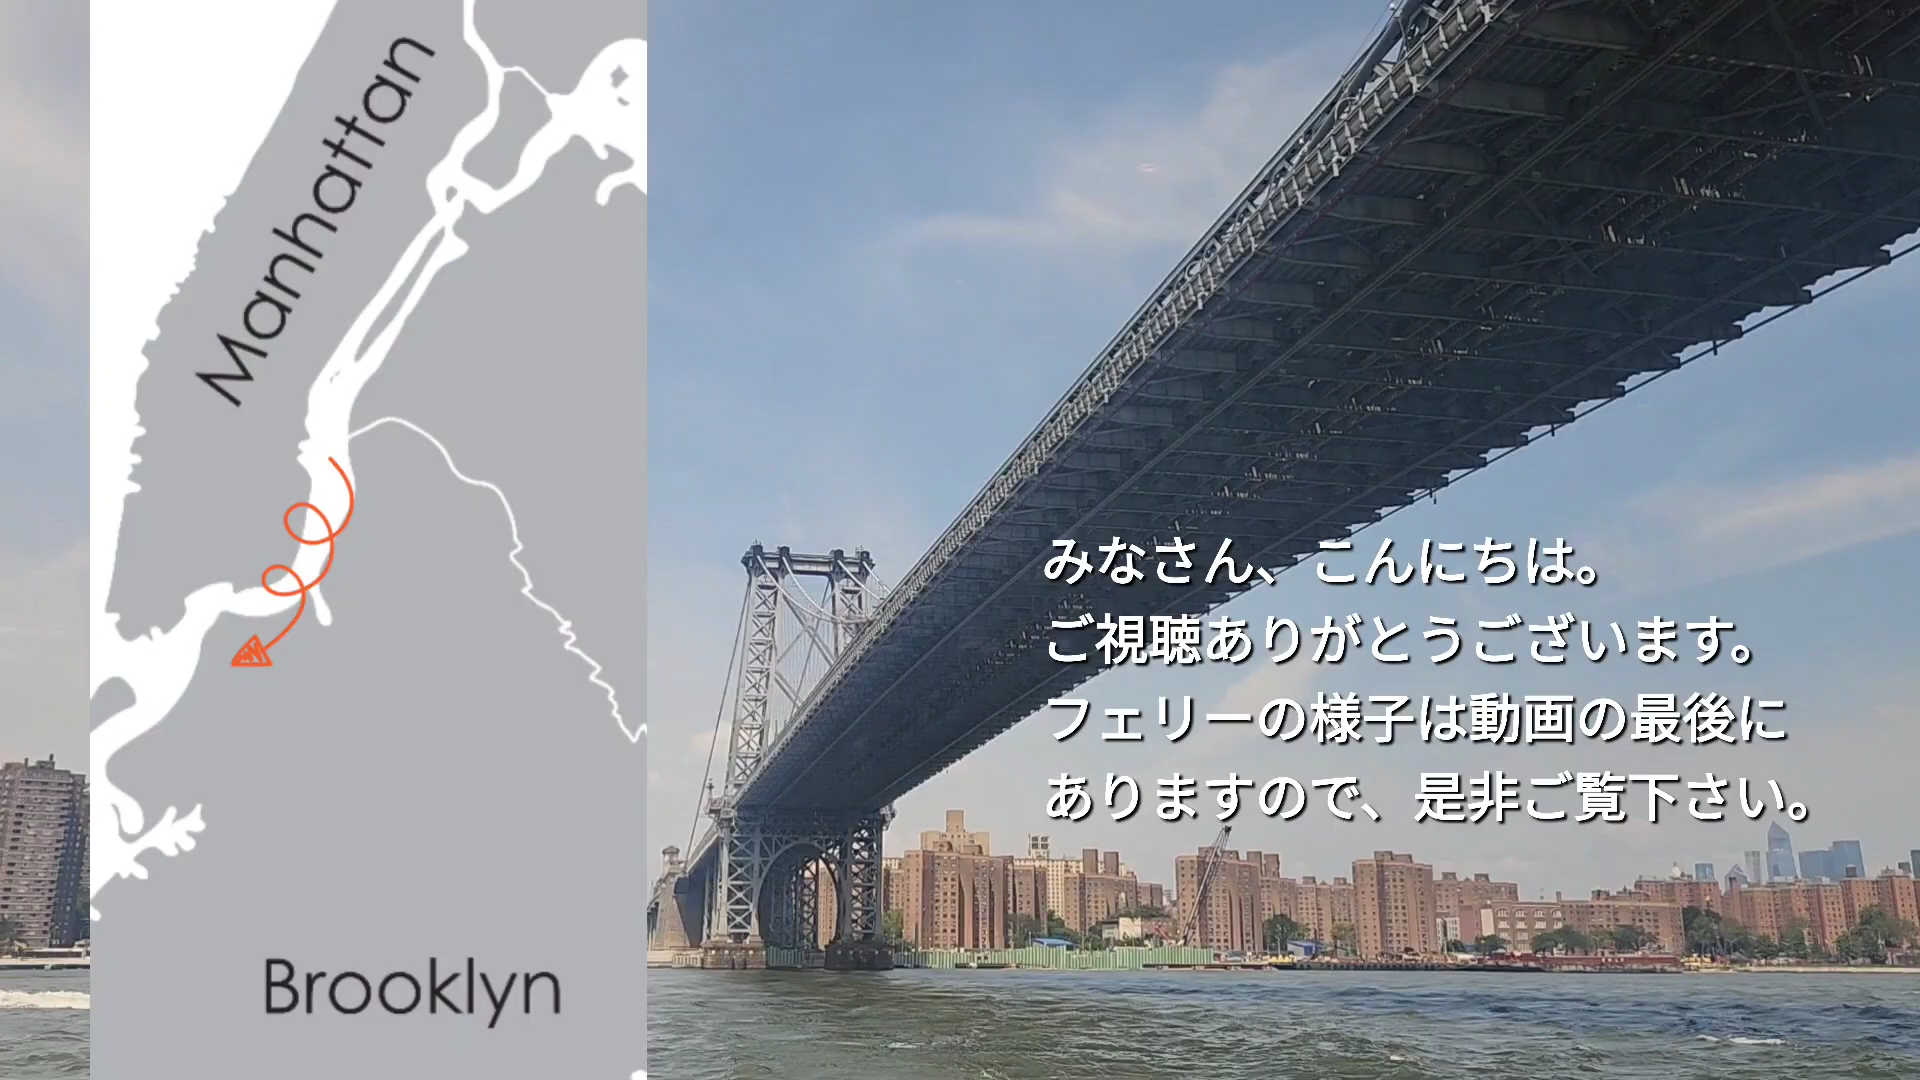 Manhattan
Brooklyn
みなさん、こんにちは。
ご視聴ありがとうございます。
フェリーの様子は動画の最後に
ありますので、是非ご覧下さい。